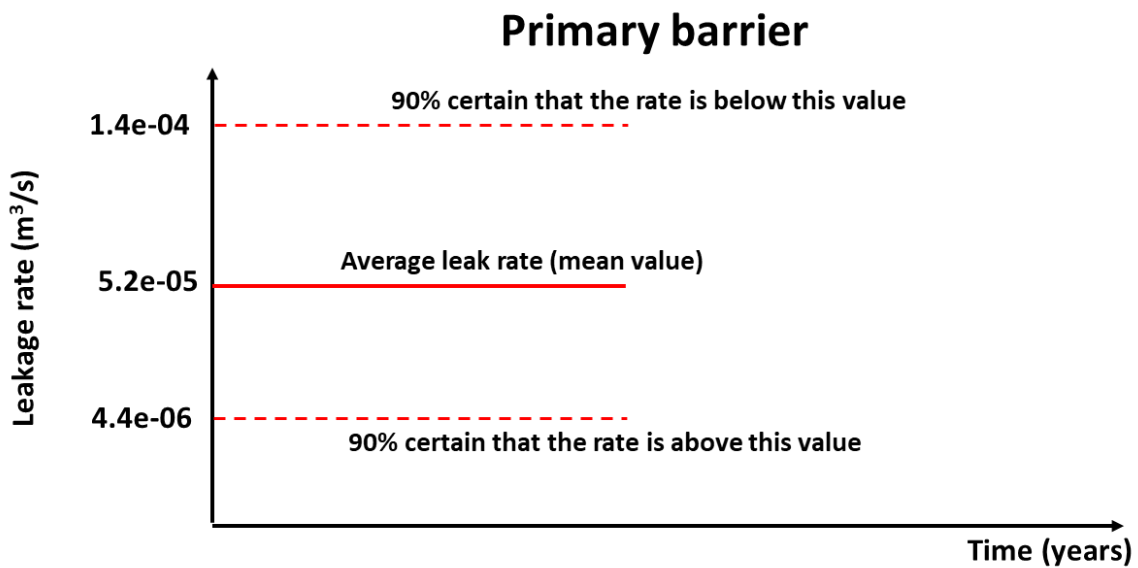 Primary barrier
90% certain that the rate is below this value
1.4e-04
Leakage rate (m³/s)
Average leak rate (mean value)
5.2e-05
4.4e-06
90% certain that the rate is above this value
Time (years)